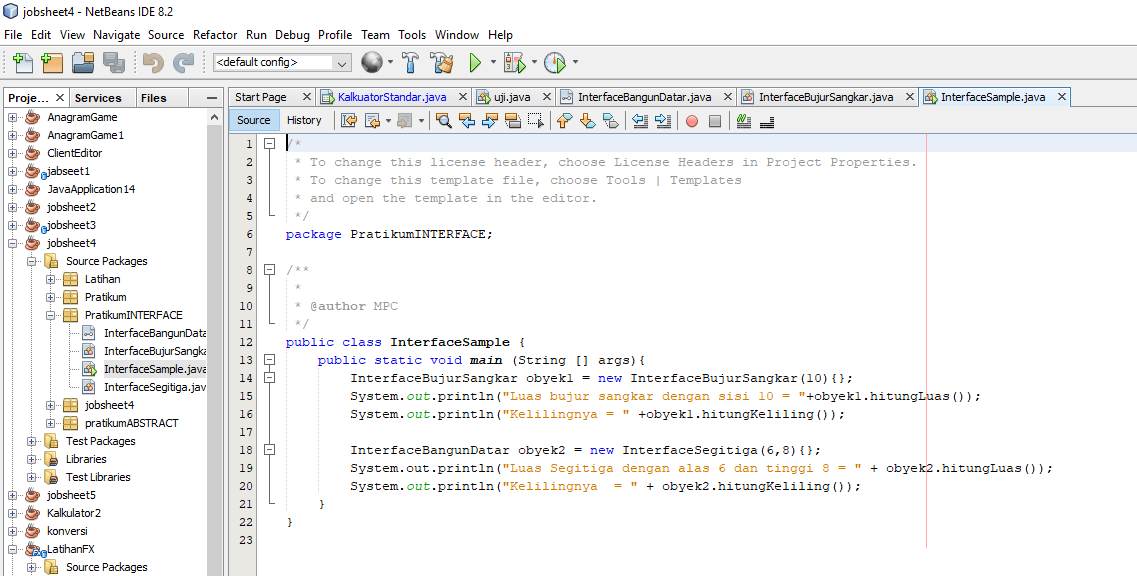 jobsheet4 - NetBeans IDE 8.2
File Edit View Navigate Source Refactor Run Debug Profile Team Tools Window Help
<default config>
Proje... Services Files
Start Page KalkuatorStandar.java uji.java InterfaceBangunDatar.java InterfaceBujurSangkar.java InterfaceSample.java
Source History
AnagramGame
AnagramGame1
ClientEditor
jabseet1
JavaApplication14
jobsheet2
jobsheet3
jobsheet4
Source Packages
Latihan
Pratikum
PratikumINTERFACE
InterfaceBangunData
InterfaceBujurSangka
InterfaceSample.java
InterfaceSegitiga.jav
jobsheet4
pratikumABSTRACT
Test Packages
Libraries
Test Libraries
jobsheet5
Kalkulator2
konversi
LatihanFX
Source Packages
1 /*
2 * To change this license header, choose License Headers in Project Properties.
3 * To change this template file, choose Tools | Templates
4 * and open the template in the editor.
5 */
6 package PratikumINTERFACE;
7
8 /**
9 *
10 * @author MPC
11 */
12 public class InterfaceSample {
13 public static void main (String [] args){
14 InterfaceBujurSangkar obyek1 = new InterfaceBujurSangkar(10){};
15 System.out.println("Luas bujur sangkar dengan sisi 10 = "+obyek1.hitungLuas());
16 System.out.println("Kelilingnya = " +obyek1.hitungKeliling());
17
18 InterfaceBangunDatar obyek2 = new InterfaceSegitiga(6,8){};
19 System.out.println("Luas Segitiga dengan alas 6 dan tinggi 8 = " + obyek2.hitungLuas());
20 System.out.println("Kelilingnya  = " + obyek2.hitungKeliling());
21 }
22 }
23